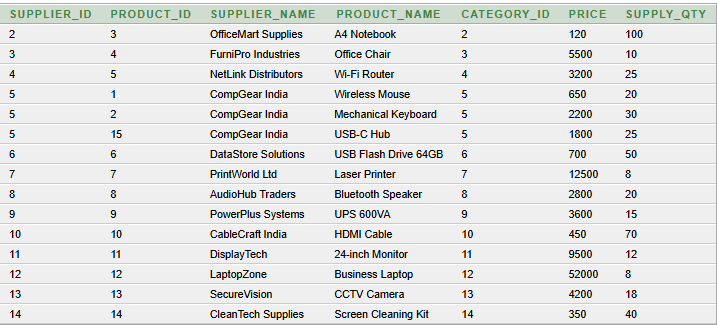 SUPPLIER_ID PRODUCT_ID SUPPLIER_NAME PRODUCT_NAME CATEGORY_ID PRICE SUPPLY_QTY
2 3 OfficeMart Supplies A4 Notebook 2 120 100
3 4 FurniPro Industries Office Chair 3 5500 10
4 5 NetLink Distributors Wi-Fi Router 4 3200 25
5 1 CompGear India Wireless Mouse 5 650 20
5 2 CompGear India Mechanical Keyboard 5 2200 30
5 15 CompGear India USB-C Hub 5 1800 25
6 6 DataStore Solutions USB Flash Drive 64GB 6 700 50
7 7 PrintWorld Ltd Laser Printer 7 12500 8
8 8 AudioHub Traders Bluetooth Speaker 8 2800 20
9 9 PowerPlus Systems UPS 600VA 9 3600 15
10 10 CableCraft India HDMI Cable 10 450 70
11 11 DisplayTech 24-inch Monitor 11 9500 12
12 12 LaptopZone Business Laptop 12 52000 8
13 13 SecureVision CCTV Camera 13 4200 18
14 14 CleanTech Supplies Screen Cleaning Kit 14 350 40